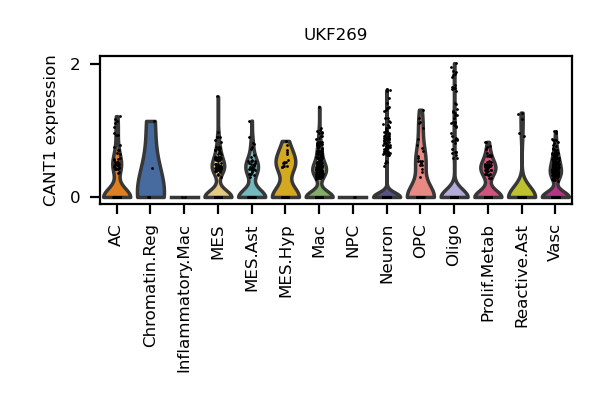 UKF269
CANT1 expression
2
0
AC
Chromatin.Reg
Inflammatory.Mac
MES
MES.Ast
MES.Hyp
Mac
NPC
Neuron
OPC
Oligo
Prolif.Metab
Reactive.Ast
Vasc